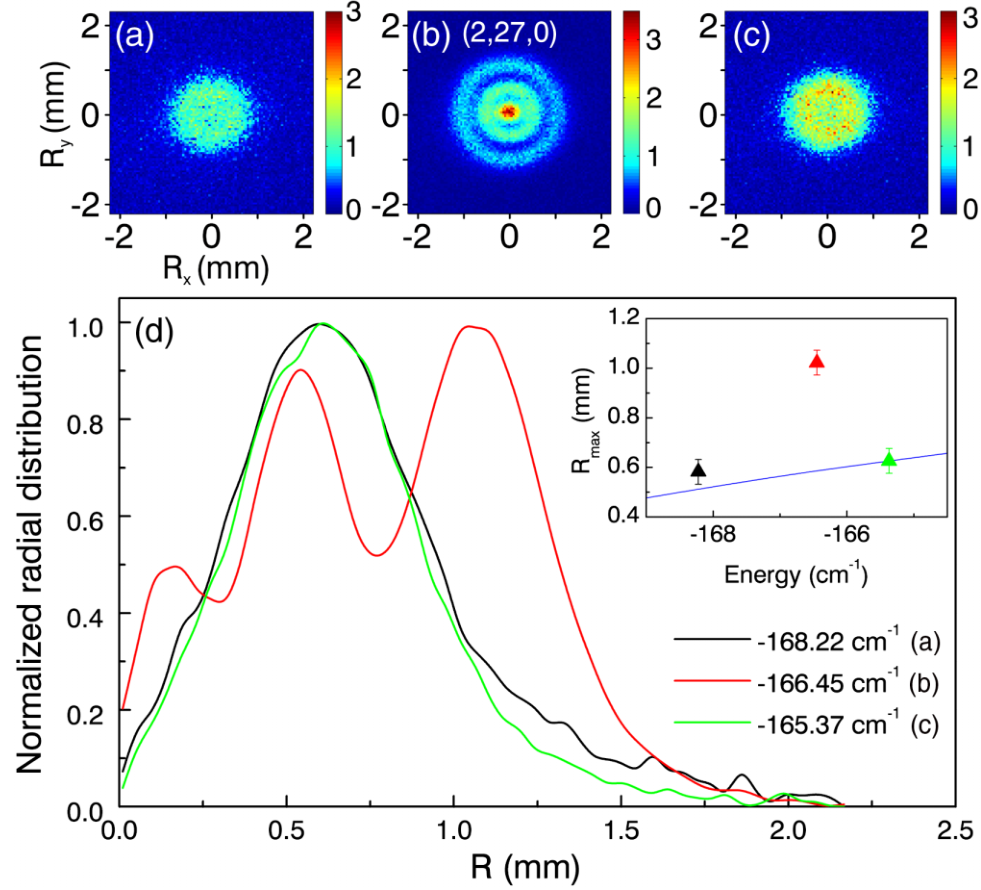 (a)
(b) (2,27,0)
(c)
R_y (mm)
2
0
-2
-2 0 2
R_x (mm)
3
2
1
0
-2 0 2
3
2
1
0
-2 0 2
3
2
1
0
(d)
Normalized radial distribution
1.0
0.8
0.6
0.4
0.2
0.0
0.0 0.5 1.0 1.5 2.0 2.5
R (mm)
R_max (mm)
1.2
1.0
0.8
0.6
0.4
-168 -166
Energy (cm⁻¹)
-168.22 cm⁻¹ (a)
-166.45 cm⁻¹ (b)
-165.37 cm⁻¹ (c)